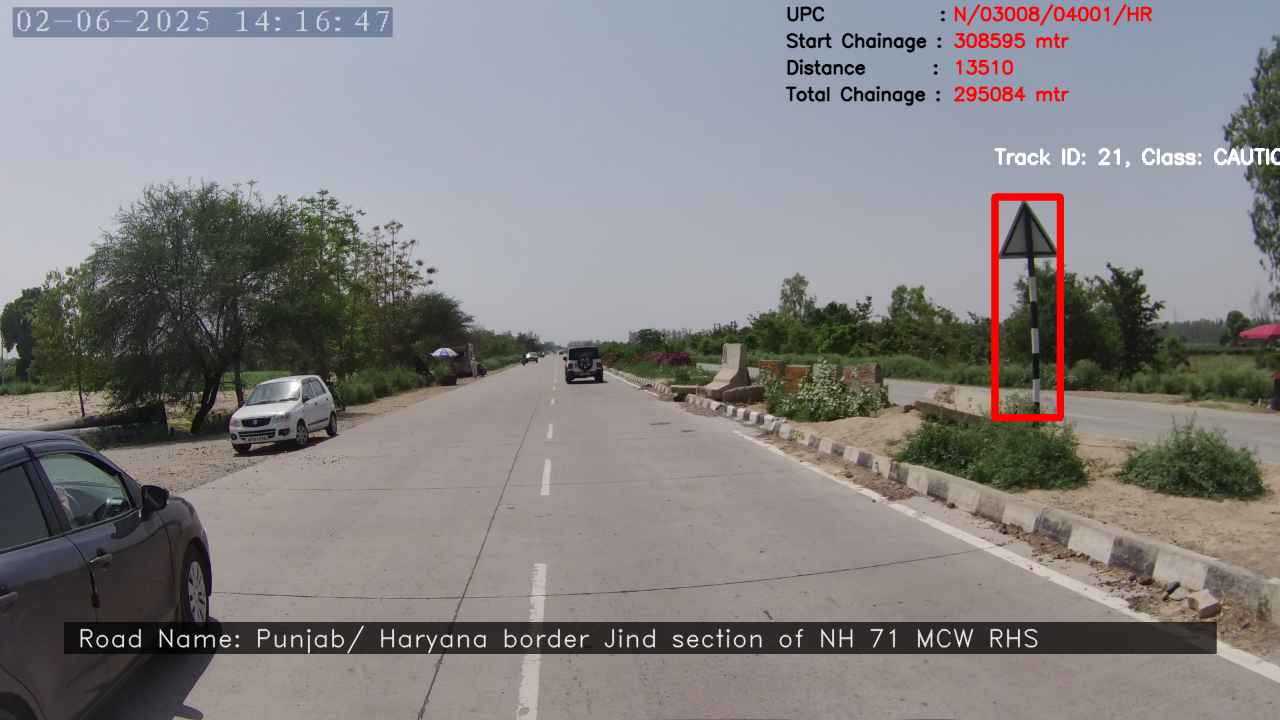 02-06-2025 14:16:47
UPC : N/03008/04001/HR
Start Chainage : 308595 mtr
Distance : 13510
Total Chainage : 295084 mtr
Track ID: 21, Class: CAUTIO
Road Name: Punjab/ Haryana border Jind section of NH 71 MCW RHS